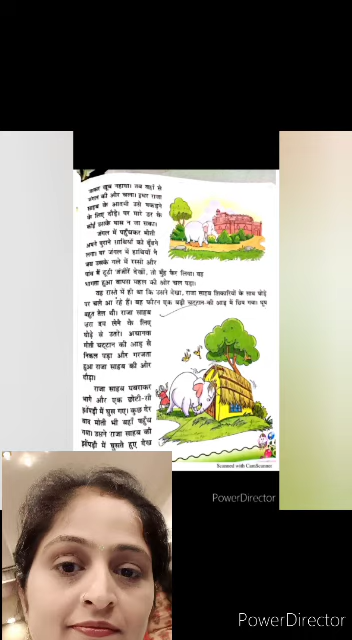 जाकर खूब नहाया। तब वहाँ से
जंगल की ओर चला। इधर राजा
साहब के आदमी उसे पकड़ने
के लिए दौड़े। पर मारे डर के
कोई उसके पास न जा सका।
जंगल में पहुँचकर मोती
अपने पुराने साथियों को ढूँढ़ने
लगा। पर जंगल में हाथियों ने
जब उसके गले में रस्सी और
पाँव में टूटी जंजीरें देखीं, तो मुँह फेर लिया। वह
भागता हुआ वापस महल की ओर चल पड़ा।
वह रास्ते में ही था कि उसने देखा, राजा साहब शिकारियों के साथ घोड़े
पर चले आ रहे हैं। वह फौरन एक बड़ी चट्टान-की आड़ में छिप गया। धूप
बहुत तेज थी। राजा साहब
ज़रा दम लेने के लिए
घोड़े से उतरे। अचानक
मोती चट्टान की आड़ से
निकल पड़ा और गरजता
हुआ राजा साहब की ओर
दौड़ा।
राजा साहब घबराकर
भागे और एक छोटी-सी
झोंपड़ी में घुस गए। कुछ देर
बाद मोती भी वहाँ पहुँच
गया। उसने राजा साहब को
झोंपड़ी में घुसते हुए देख
Scanned with CamScanner
PowerDirector
PowerDirector